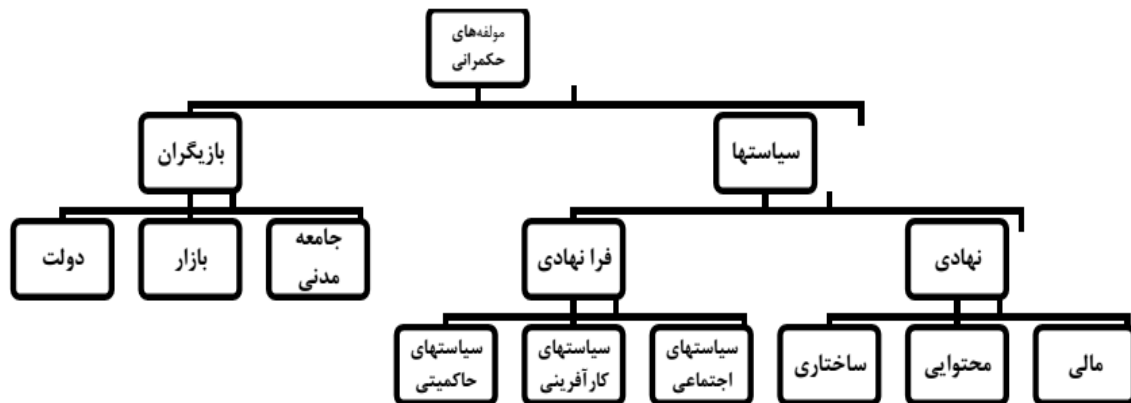 مولفه‌های
حکمرانی
سیاستها
بازیگران
نهادی
فرا نهادی
جامعه
مدنی
بازار
دولت
مالی
محتوایی
ساختاری
سیاستهای
اجتماعی
سیاستهای
کارآفرینی
سیاستهای
حاکمیتی